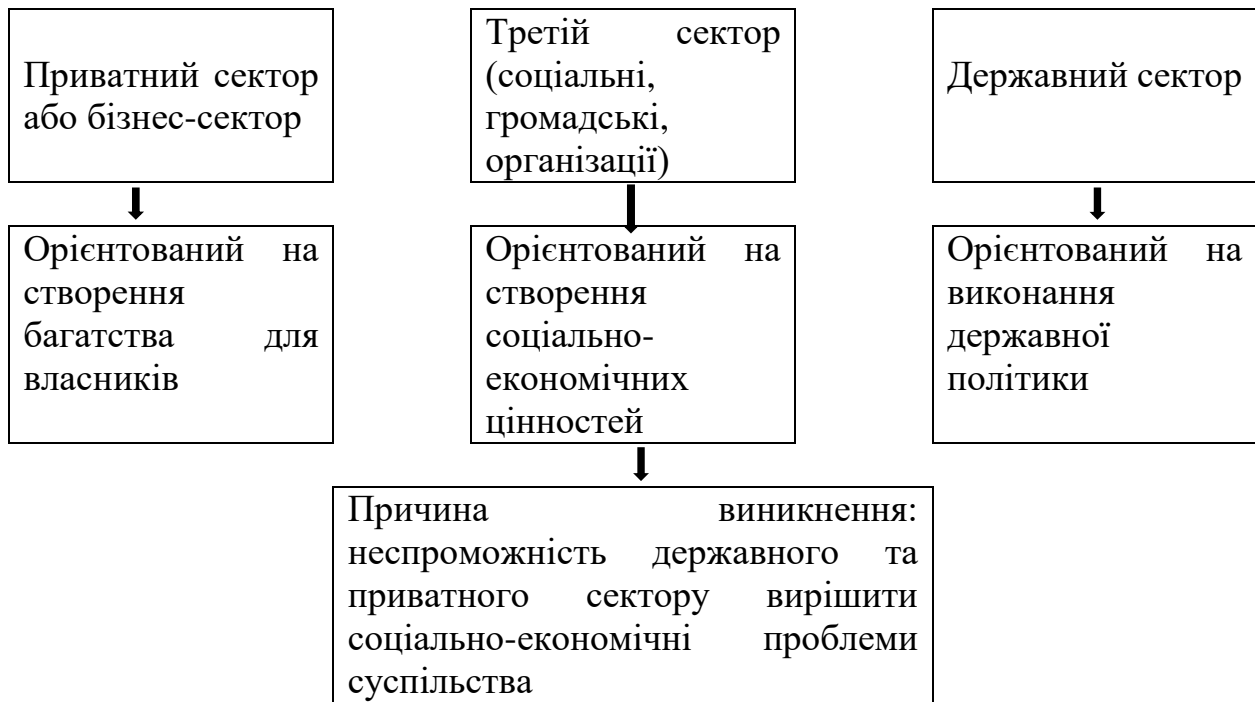 Приватний сектор
або бізнес-сектор
Третій сектор
(соціальні,
громадські,
організації)
Державний сектор
Орієнтований на
створення
багатства для
власників
Орієнтований на
створення
соціально-
економічних
цінностей
Орієнтований на
виконання
державної
політики
Причина виникнення:
неспроможність державного та
приватного сектору вирішити
соціально-економічні проблеми
суспільства